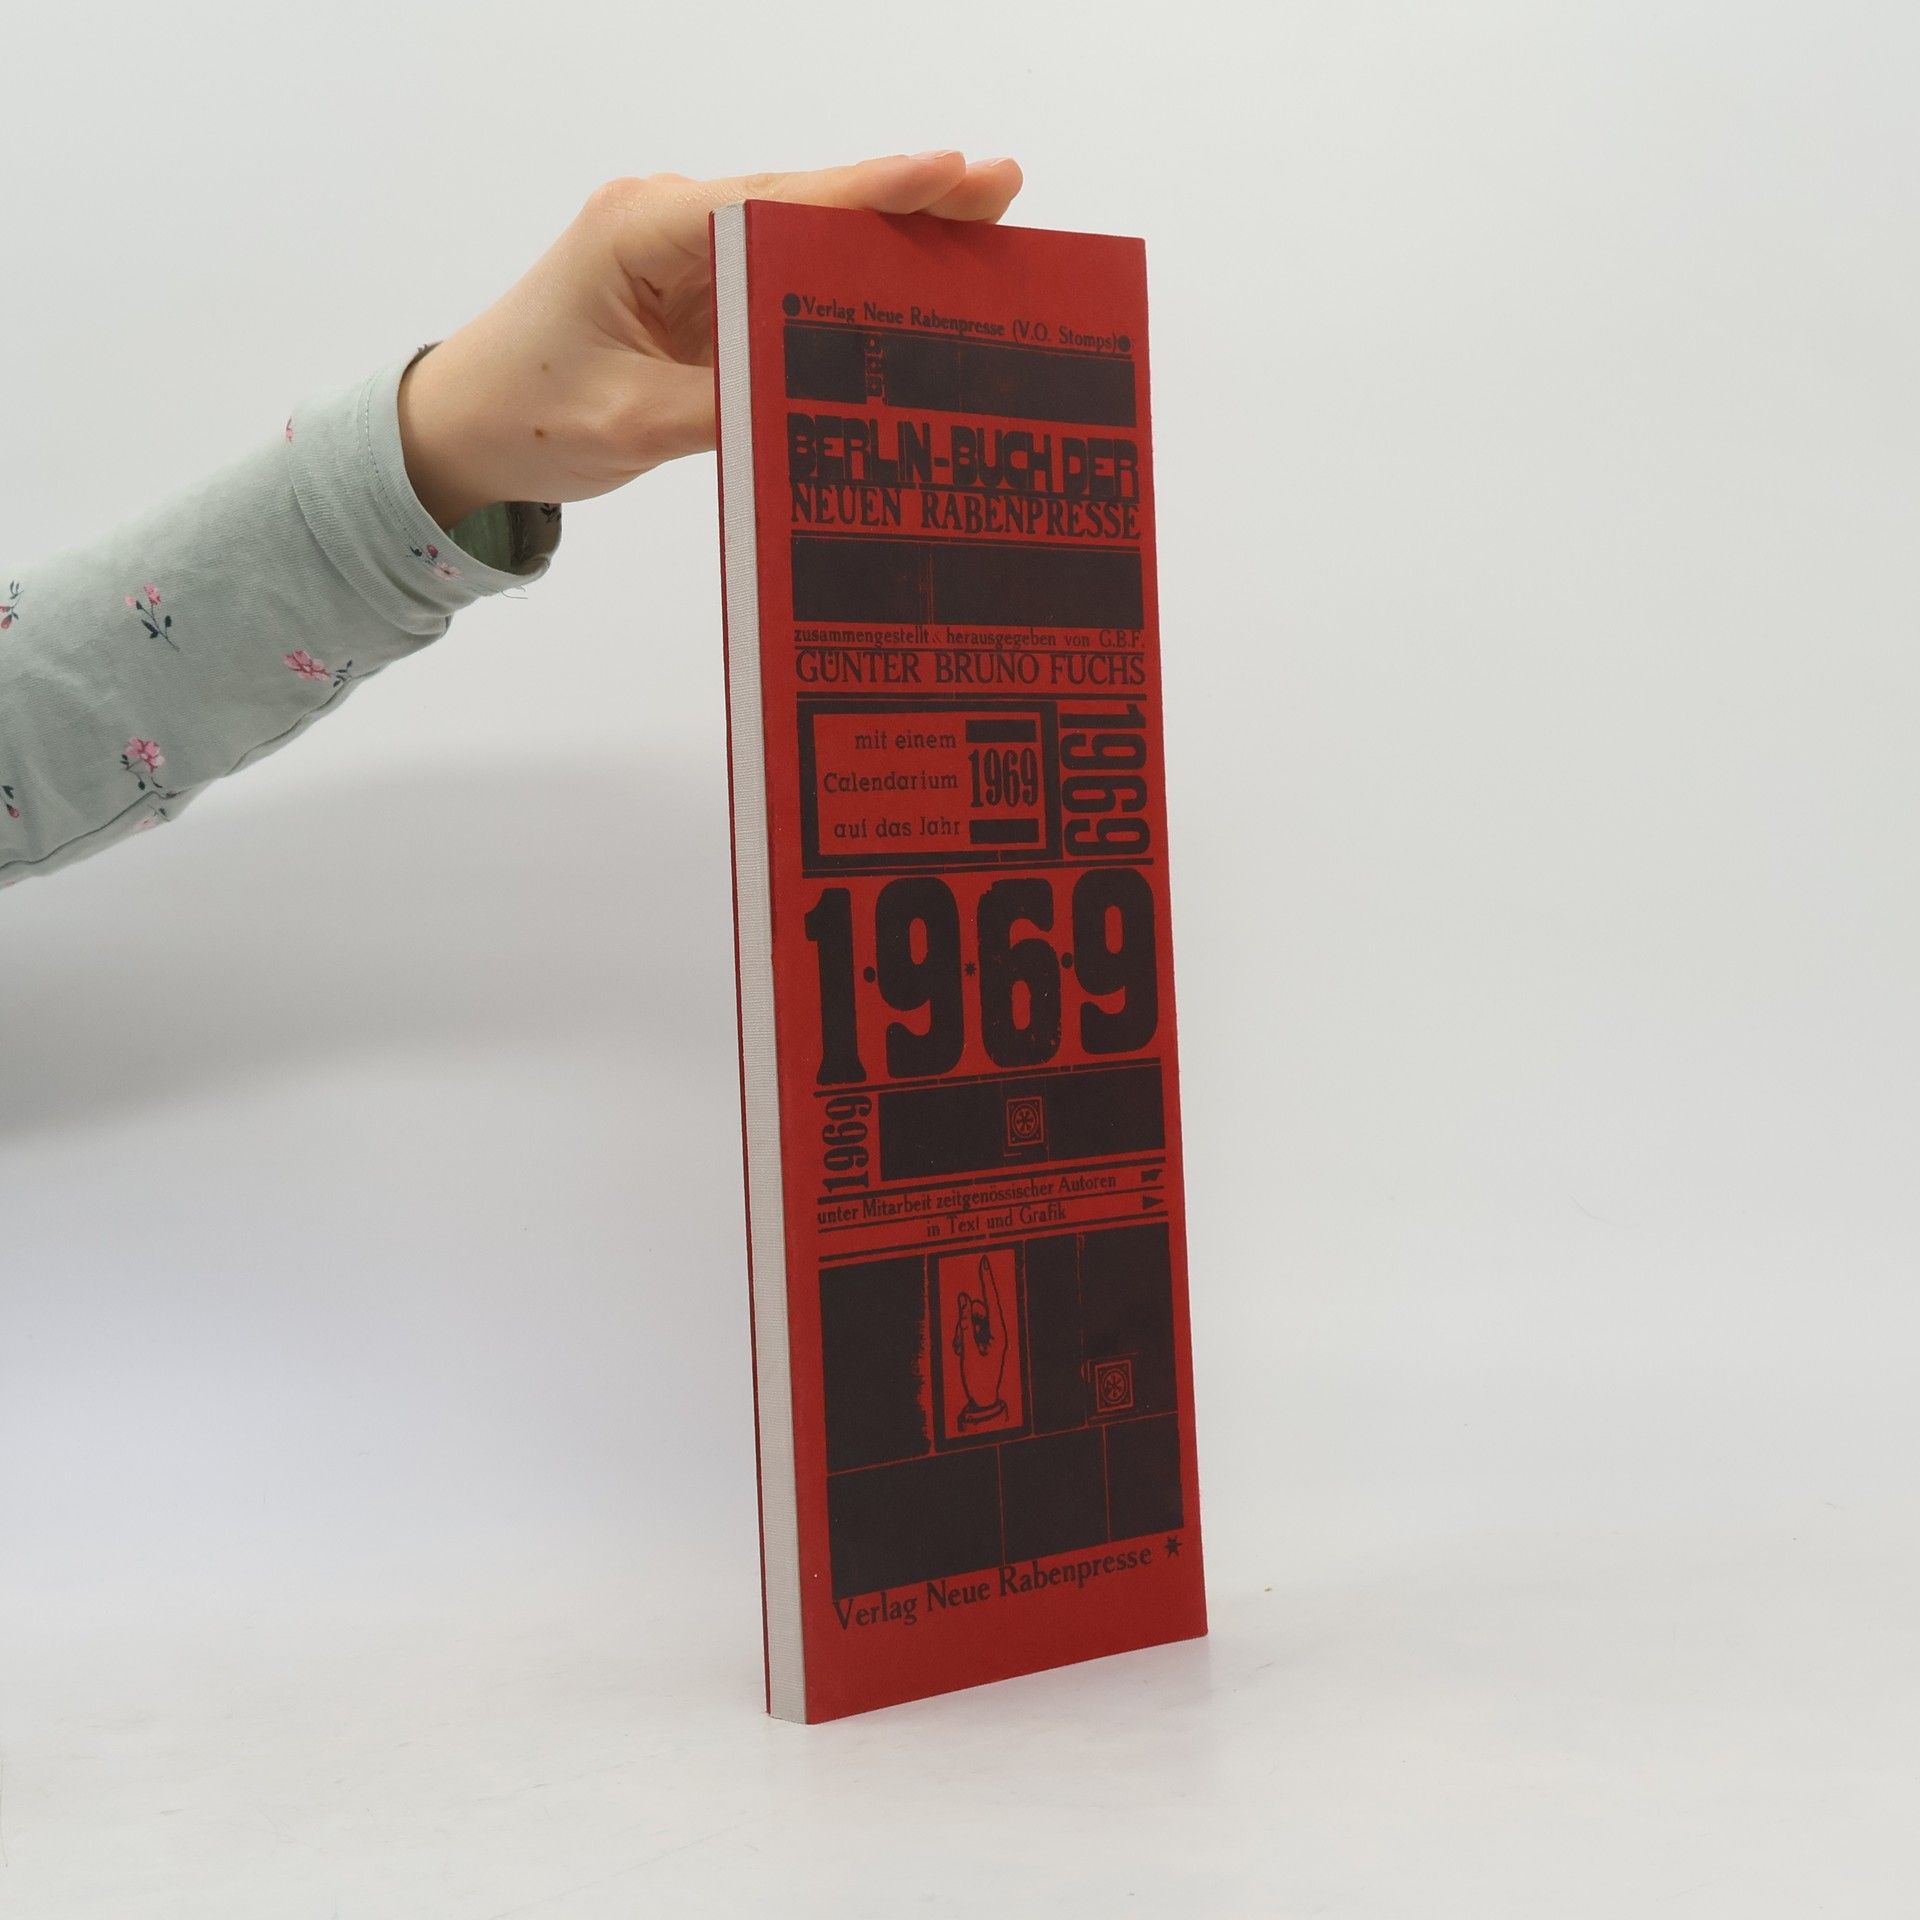 Verlag Neue Rabenpresse (V.O. Stomps)
BERLIN-BUCH DER
NEUEN RABENPRESSE
zusammengestellt & herausgegeben von G.B.F.
GÜNTER BRUNO FUCHS
mit einem
Calendarium
auf das Jahr
1969
1969
1·9*6·9
1969
unter Mitarbeit zeitgenössischer Autoren
in Text und Grafik
Verlag Neue Rabenpresse *